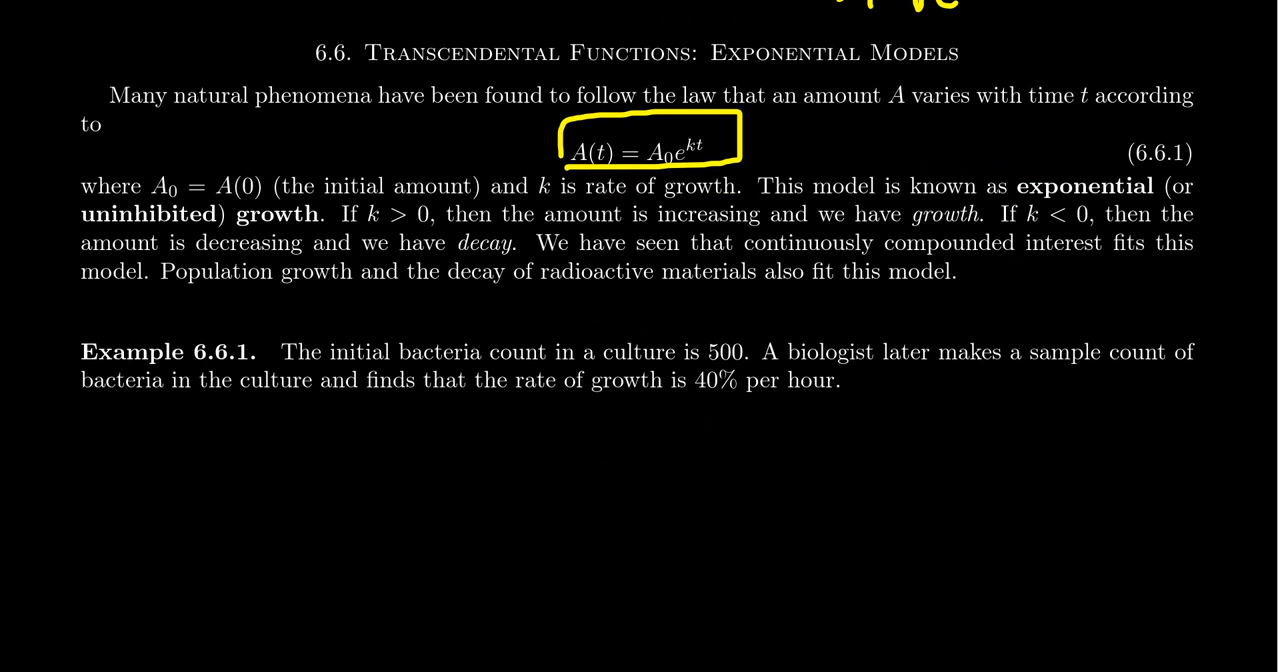 6.6. Transcendental Functions: Exponential Models
Many natural phenomena have been found to follow the law that an amount A varies with time t according
to
A(t) = A₀eᵏᵗ (6.6.1)
where A₀ = A(0) (the initial amount) and k is rate of growth. This model is known as exponential (or
uninhibited) growth. If k > 0, then the amount is increasing and we have growth. If k < 0, then the
amount is decreasing and we have decay. We have seen that continuously compounded interest fits this
model. Population growth and the decay of radioactive materials also fit this model.
Example 6.6.1. The initial bacteria count in a culture is 500. A biologist later makes a sample count of
bacteria in the culture and finds that the rate of growth is 40% per hour.